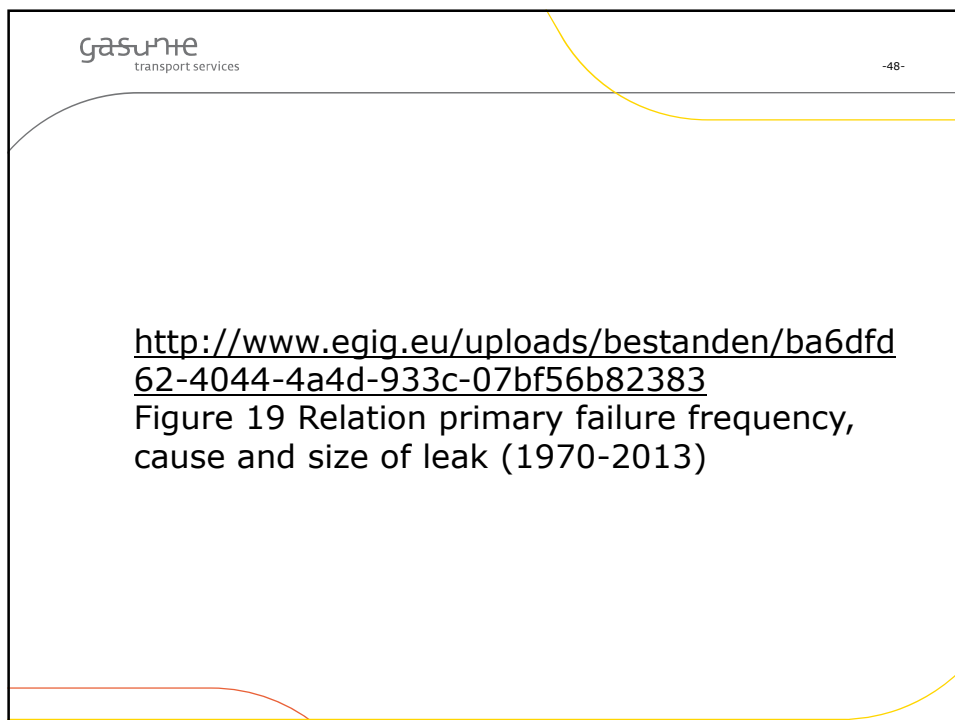 gasunie
transport services
-48-
http://www.egig.eu/uploads/bestanden/ba6dfd
62-4044-4a4d-933c-07bf56b82383
Figure 19 Relation primary failure frequency,
cause and size of leak (1970-2013)